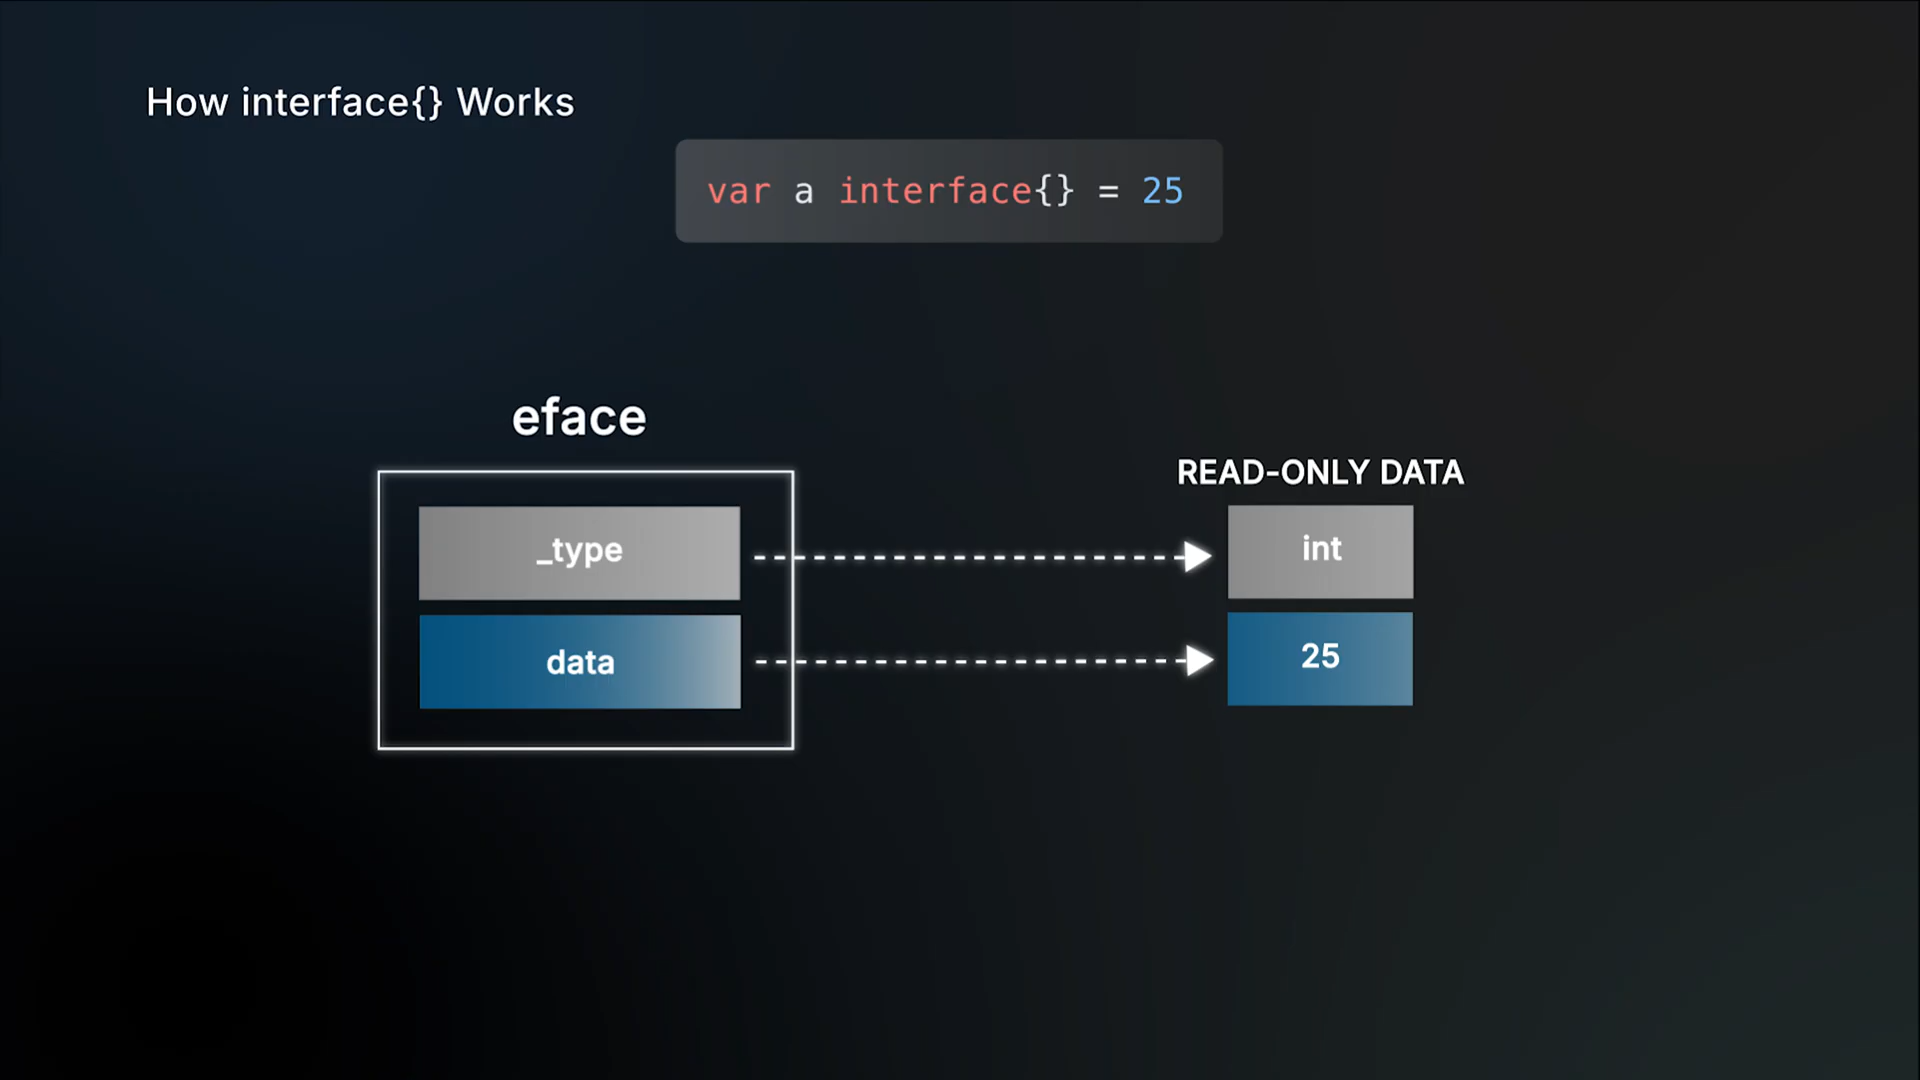 How interface{} Works
var a interface{} = 25
eface
READ-ONLY DATA
_type
int
data
25